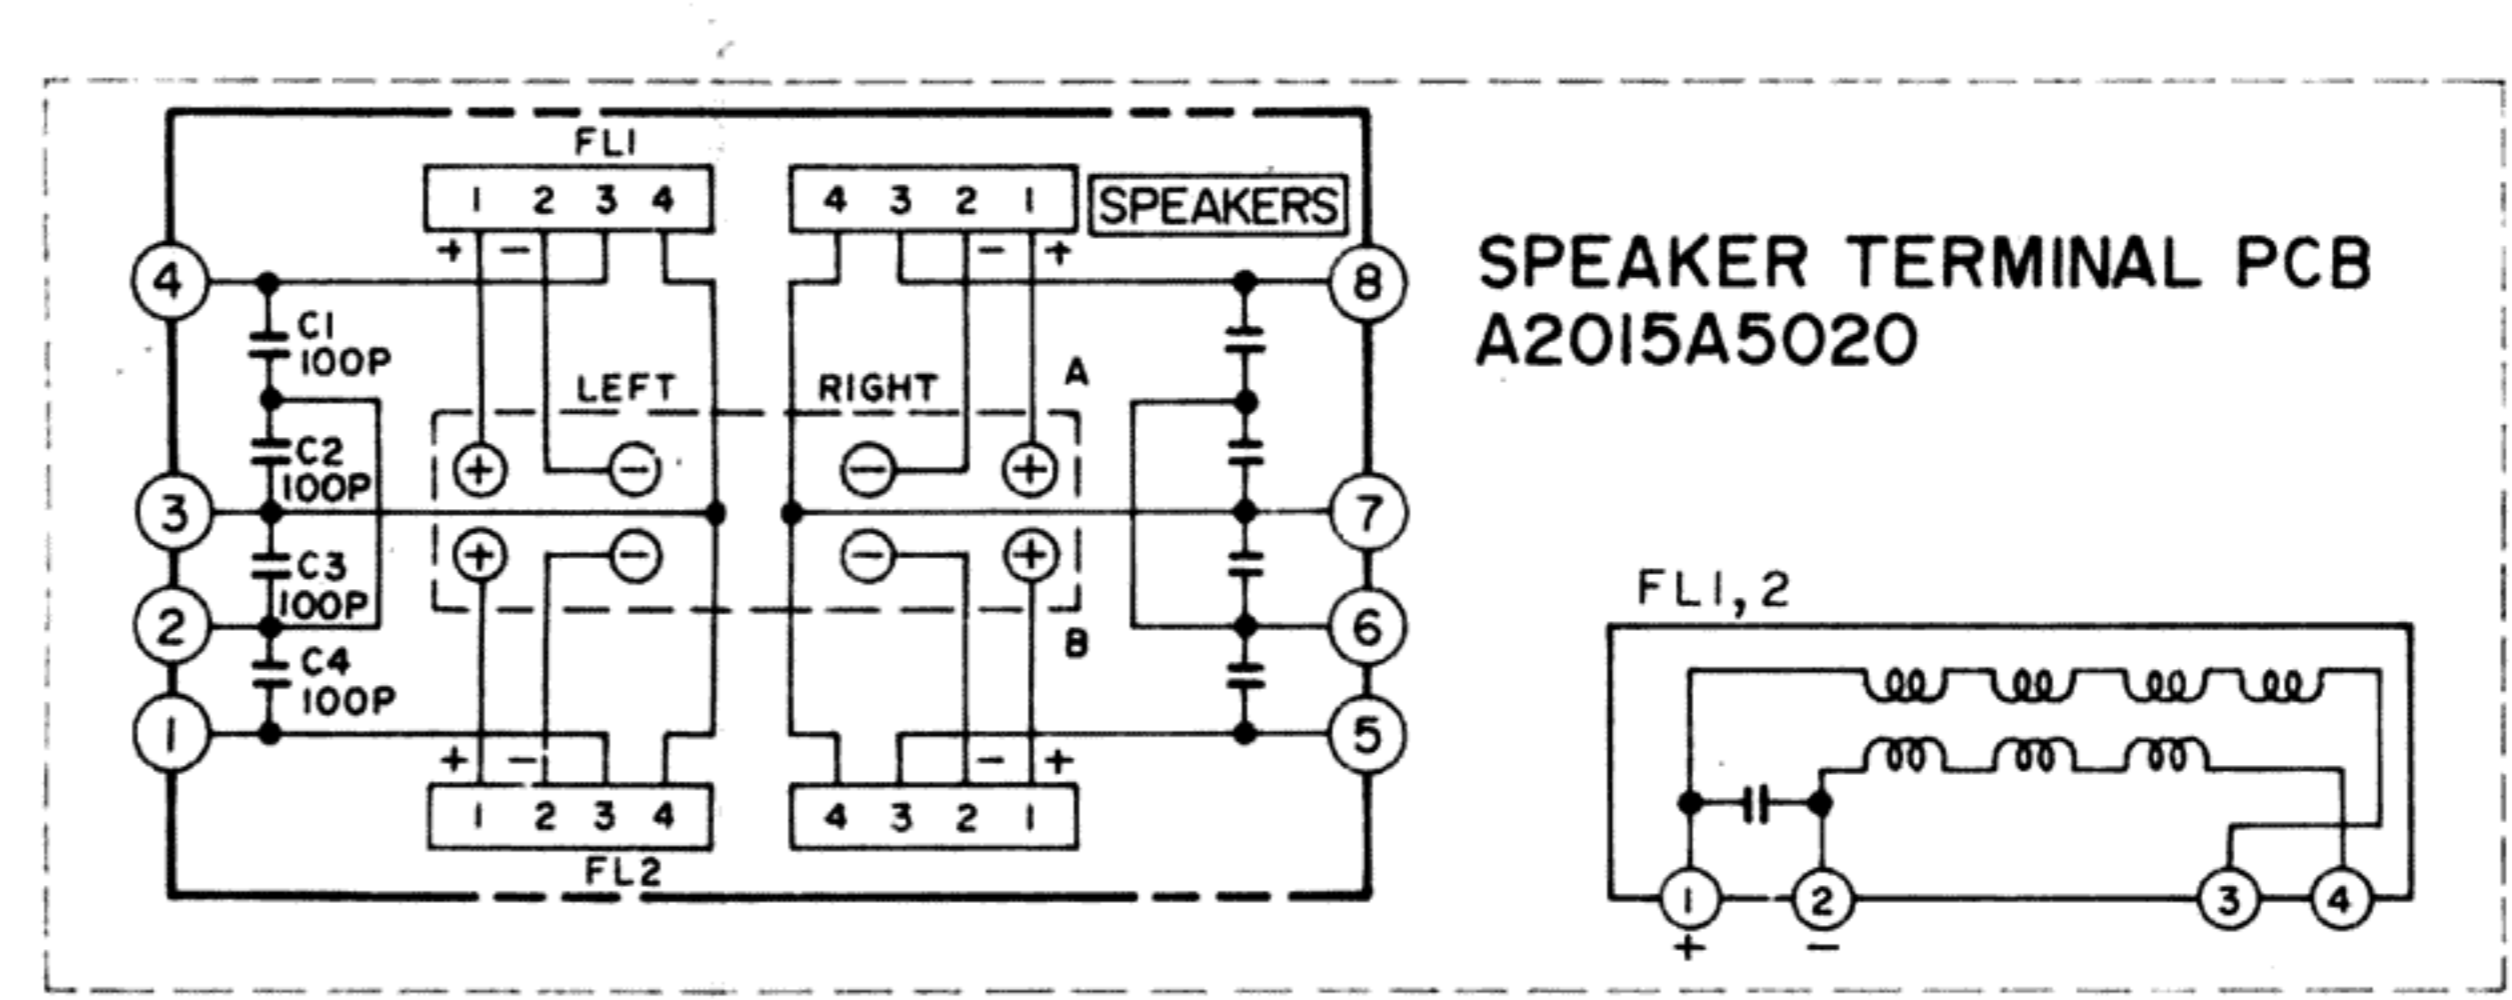 FL1
1 2 3 4
4 3 2 1
SPEAKERS
+ -
- +
4
8
SPEAKER TERMINAL PCB
A2015A5020
C1
100P
LEFT
RIGHT
A
C2
100P
+ -
- +
3
7
C3
100P
+ -
- +
2
6
B
C4
100P
1
5
+ -
- +
1 2 3 4
4 3 2 1
FL2
FL1,2
1 2 3 4
+ -